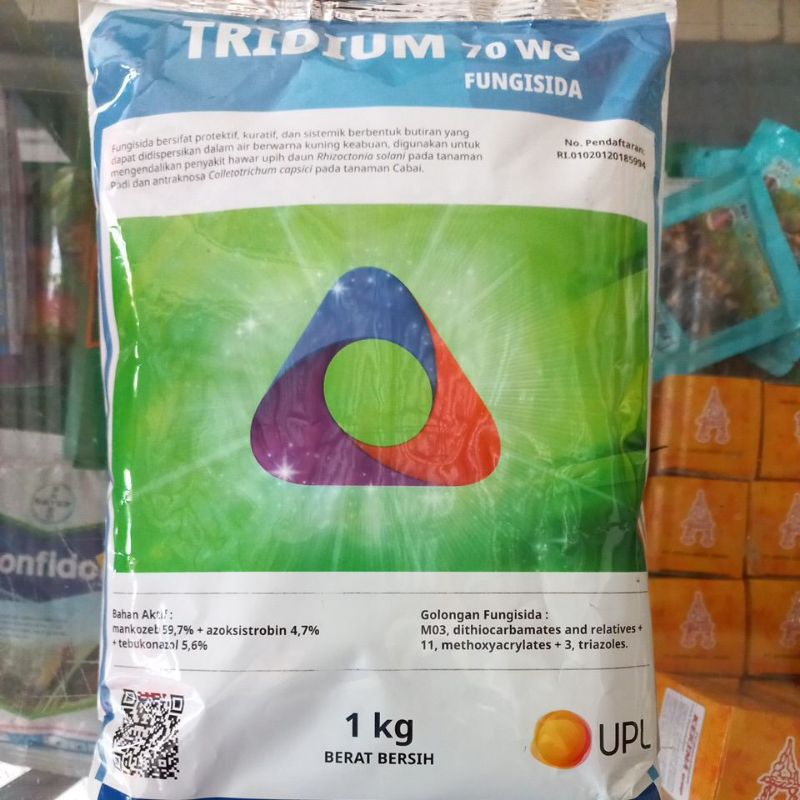 TRIDIUM 70 WG
FUNGISIDA
Fungisida bersifat protektif, kuratif, dan sistemik berbentuk butiran yang
dapat didispersikan dalam air berwarna kuning keabuan, digunakan untuk
mengendalikan penyakit hawar upih daun Rhizoctonia solani pada tanaman
Padi dan antraknosa Colletotrichum capsici pada tanaman Cabai.
No. Pendaftaran:
RI.01020120185994
onfido
Bahan Aktif :
mankozeb 59,7% + azoksistrobin 4,7%
+ tebukonazol 5,6%
Golongan Fungisida :
M03, dithiocarbamates and relatives +
11, methoxyacrylates + 3, triazoles.
UPL
1 kg
BERAT BERSIH
UPL